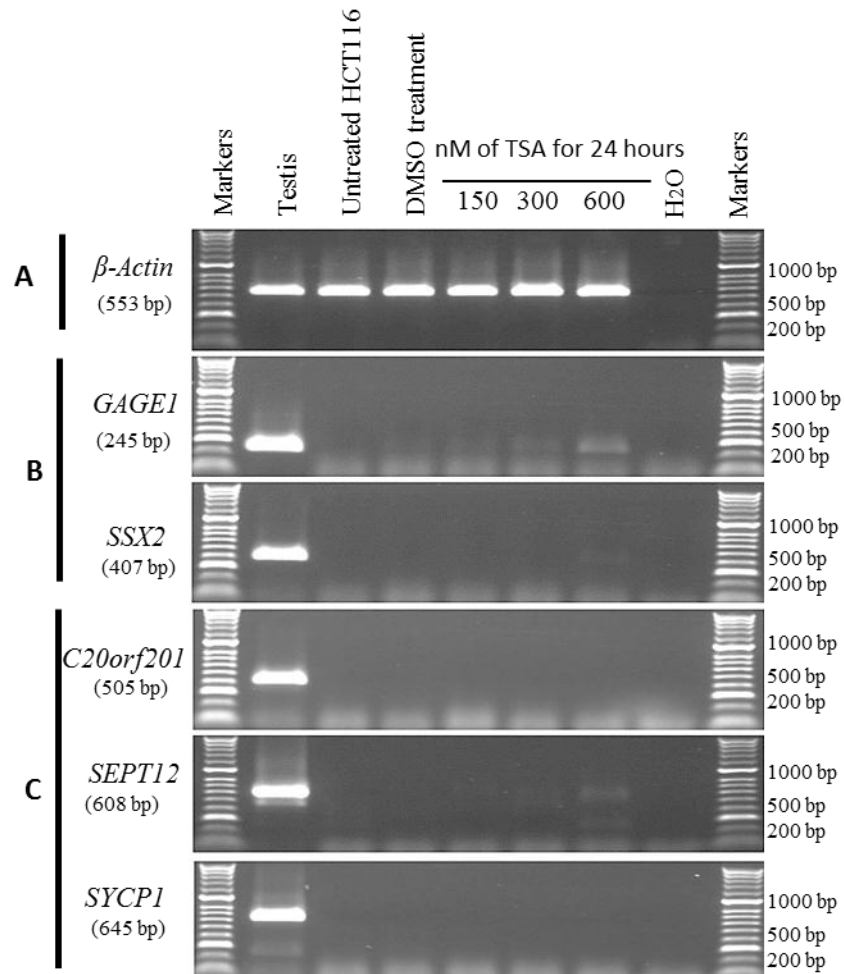 Markers
Testis
Untreated HCT116
DMSO treatment
nM of TSA for 24 hours
150 300 600
H2O
Markers
A
β-Actin
(553 bp)
1000 bp
500 bp
200 bp
B
GAGE1
(245 bp)
1000 bp
500 bp
200 bp
SSX2
(407 bp)
1000 bp
500 bp
200 bp
C
C20orf201
(505 bp)
1000 bp
500 bp
200 bp
SEPT12
(608 bp)
1000 bp
500 bp
200 bp
SYCP1
(645 bp)
1000 bp
500 bp
200 bp